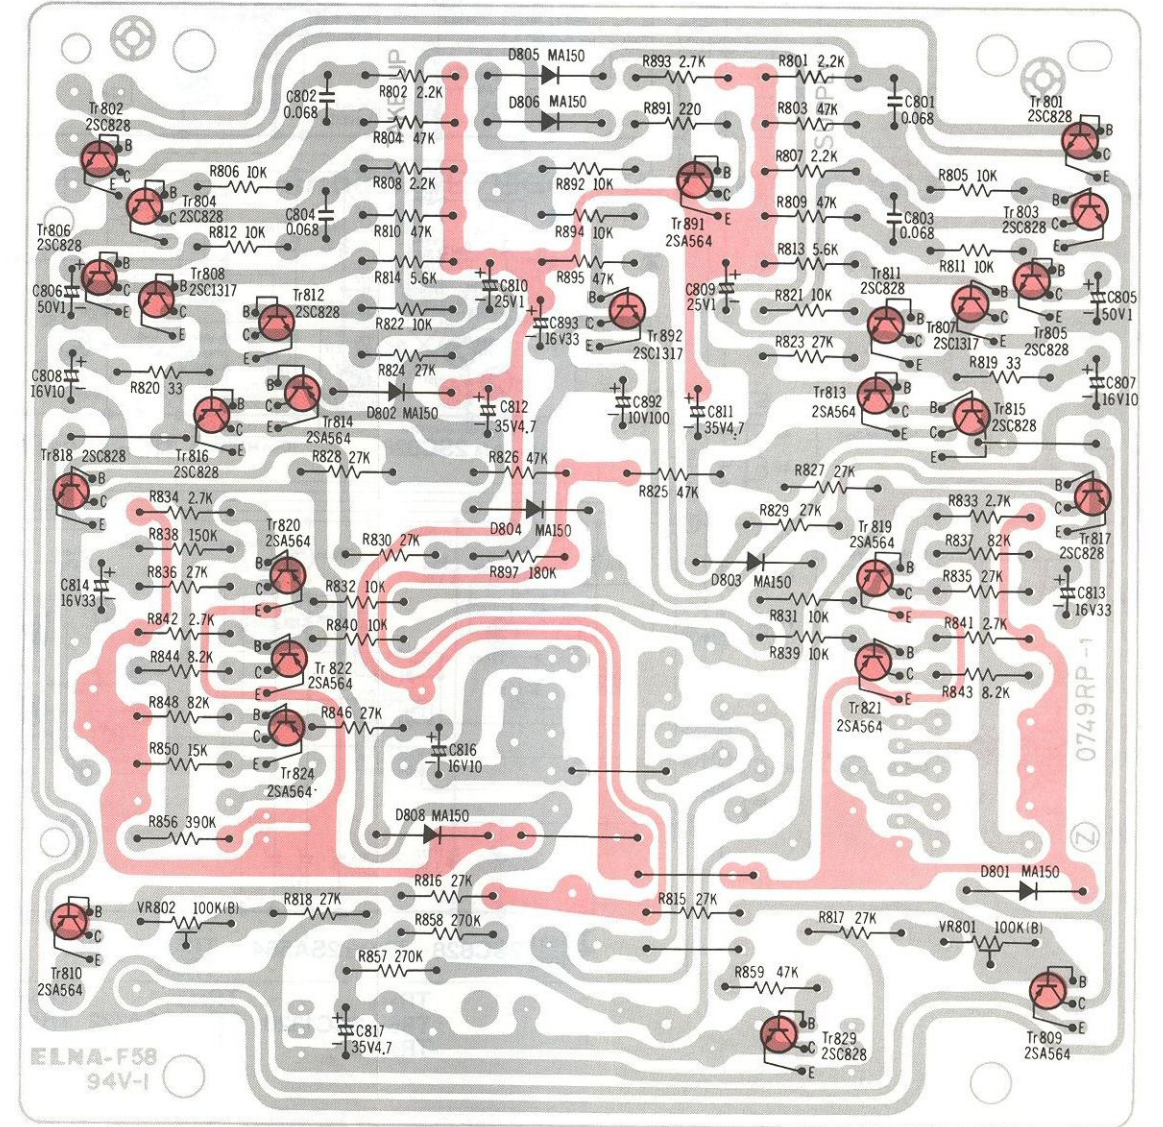 D805 MA150
R893 2.7K
R801 2.2K
R802 2.2K
C802
0.068
D806 MA150
R891 220
R803 47K
C801
0.068
Tr801
2SC828
Tr802
2SC828
B
C
E
R804 47K
B
C
E
R806 10K
R808 2.2K
R892 10K
B
C
E
R807 2.2K
R805 10K
Tr804
2SC828
B
C
E
C804
0.068
R810 47K
R894 10K
Tr891
2SA564
R809 47K
C803
0.068
Tr803
2SC828
B
C
E
Tr806
2SC828
R812 10K
R814 5.6K
R895 47K
R813 5.6K
R811 10K
C806
50V1
B
C
E
Tr808
2SC1317
B
C
E
Tr812
2SC828
B
C
E
C810
25V1
C809
25V1
Tr811
2SC828
B
C
E
C805
50V1
R822 10K
C893
16V33
B
C
E
Tr892
2SC1317
R821 10K
Tr807
2SC1317
B
C
E
Tr805
2SC828
B
C
E
C808
16V10
R820 33
R824 27K
R823 27K
R819 33
C807
16V10
D802 MA150
C812
35V4.7
C892
10V100
C811
35V4.7
Tr813
2SA564
B
C
E
Tr815
2SC828
B
C
E
Tr814
2SA564
B
C
E
Tr816
2SC828
B
C
E
Tr818 2SC828
B
C
E
R828 27K
R826 47K
R825 47K
R827 27K
R834 2.7K
D804 MA150
R829 27K
R833 2.7K
B
C
E
Tr817
2SC828
R838 150K
Tr820
2SA564
B
C
E
R830 27K
R897 180K
D803 MA150
Tr819
2SA564
B
C
E
R837 82K
C814
16V33
R836 27K
R832 10K
R831 10K
R835 27K
C813
16V33
R842 2.7K
R840 10K
R839 10K
R841 2.7K
R844 8.2K
B
C
E
Tr822
2SA564
B
C
E
Tr821
2SA564
R843 8.2K
0749RP-1
R848 82K
B
C
E
R846 27K
C816
16V10
R850 15K
Tr824
2SA564
R856 390K
D808 MA150
Z
D801 MA150
R816 27K
B
C
E
Tr810
2SA564
VR802 100K(B)
R818 27K
R858 270K
R815 27K
R817 27K
VR801 100K(B)
R857 270K
R859 47K
B
C
E
Tr809
2SA564
C817
35V4.7
B
C
E
Tr829
2SC828
ELNA-F58
94V-1